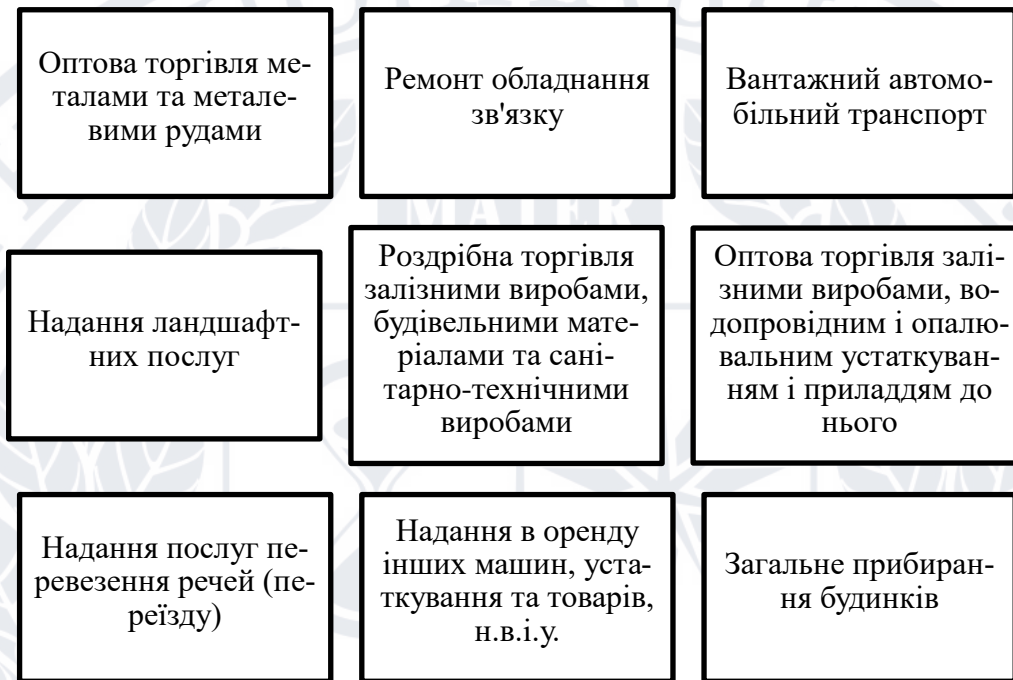 Оптова торгівля ме-
талами та метале-
вими рудами
Ремонт обладнання
зв'язку
Вантажний автомо-
більний транспорт
MATER
Надання ландшафт-
них послуг
Роздрібна торгівля
залізними виробами,
будівельними мате-
ріалами та сані-
тарно-технічними
виробами
Оптова торгівля залі-
зними виробами, во-
допровідним і опалю-
вальним устаткуван-
ням і приладдям до
нього
Надання послуг пе-
ревезення речей (пе-
реїзду)
Надання в оренду
інших машин, уста-
ткування та товарів,
н.в.і.у.
Загальне прибиран-
ня будинків